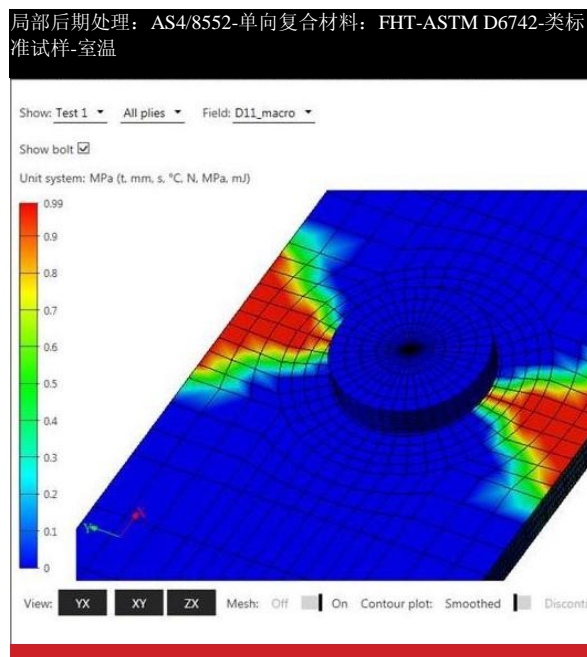 局部后期处理：AS4/8552-单向复合材料：FHT-ASTM D6742-类标
准试样-室温
Show: Test 1 All plies Field: D11_macro
Show bolt
Unit system: MPa (t, mm, s, °C, N, MPa, mJ)
0.99
0.9
0.8
0.7
0.6
0.5
0.4
0.3
0.2
0.1
0
Y X
View: YX XY ZX Mesh: Off On Contour plot: Smoothed Discont